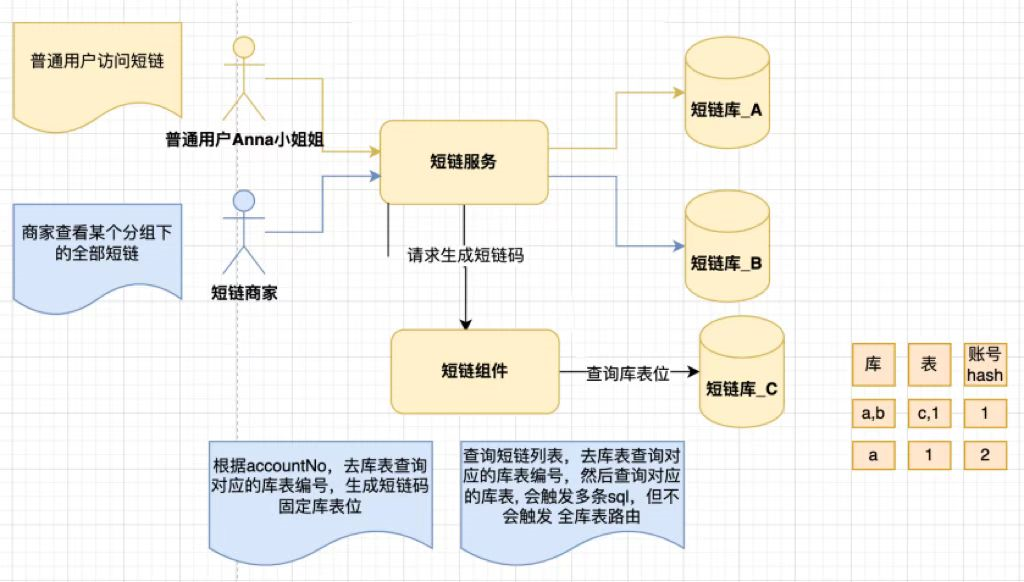 普通用户访问短链
普通用户Anna小姐姐
短链服务
短链库_A
商家查看某个分组下
的全部短链
短链商家
请求生成短链码
短链库_B
短链组件
查询库表位
短链库_C
库
表
账号
hash
a,b
c,1
1
a
1
2
根据accountNo，去库表查询
对应的库表编号，生成短链码
固定库表位
查询短链列表，去库表查询对
应的库表编号，然后查询对应
的库表, 会触发多条sql，但不
会触发 全库表路由